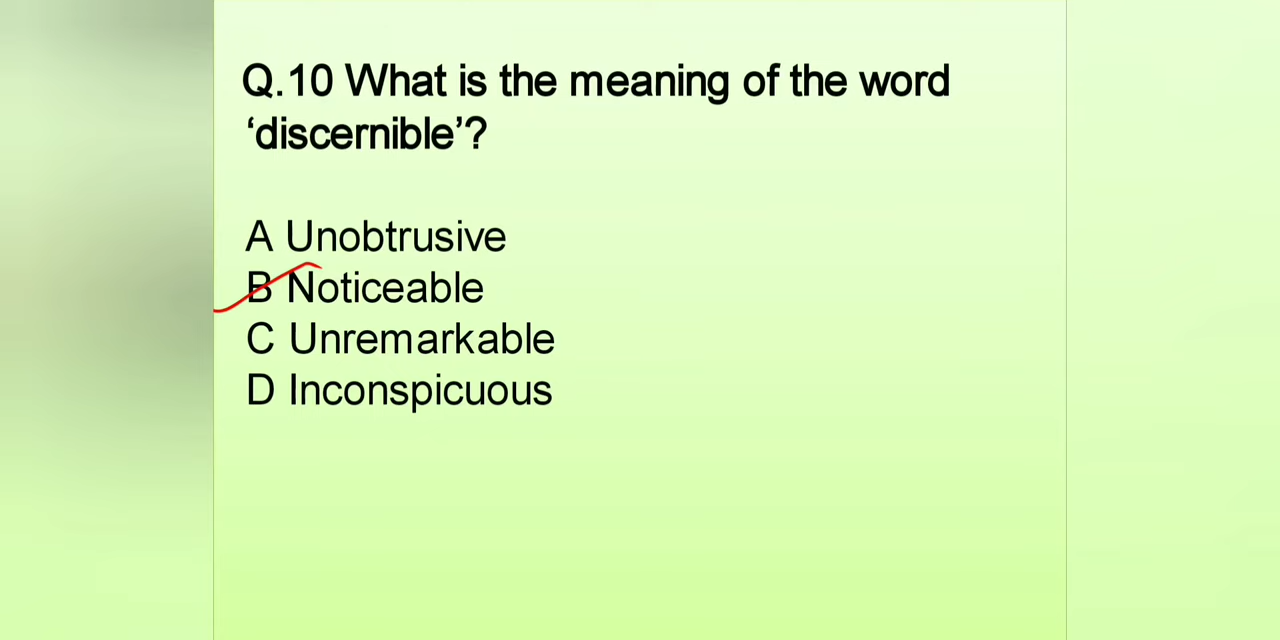 Q.10 What is the meaning of the word
‘discernible’?
A Unobtrusive
B Noticeable
C Unremarkable
D Inconspicuous